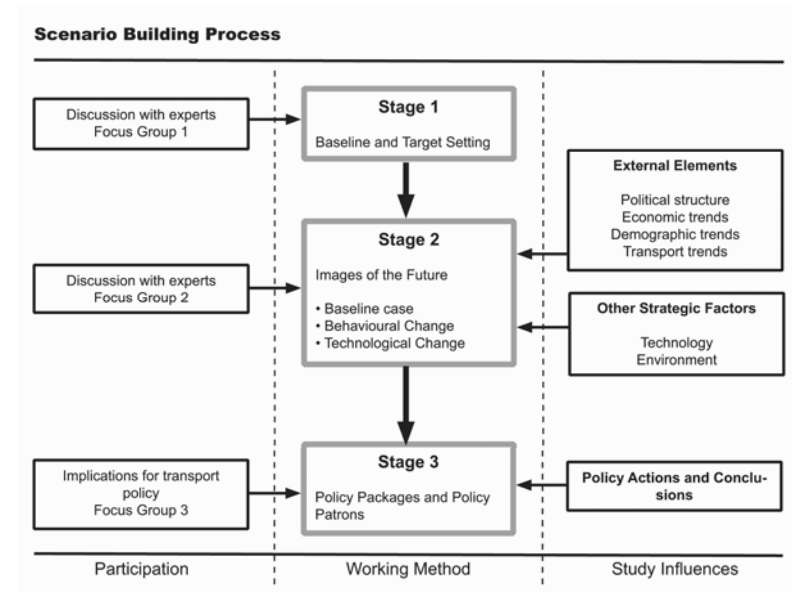 Scenario Building Process
Discussion with experts
Focus Group 1
Stage 1
Baseline and Target Setting
External Elements
Political structure
Economic trends
Demographic trends
Transport trends
Discussion with experts
Focus Group 2
Stage 2
Images of the Future
• Baseline case
• Behavioural Change
• Technological Change
Other Strategic Factors
Technology
Environment
Implications for transport
policy
Focus Group 3
Stage 3
Policy Packages and Policy
Patrons
Policy Actions and Conclu-
sions
Participation
Working Method
Study Influences